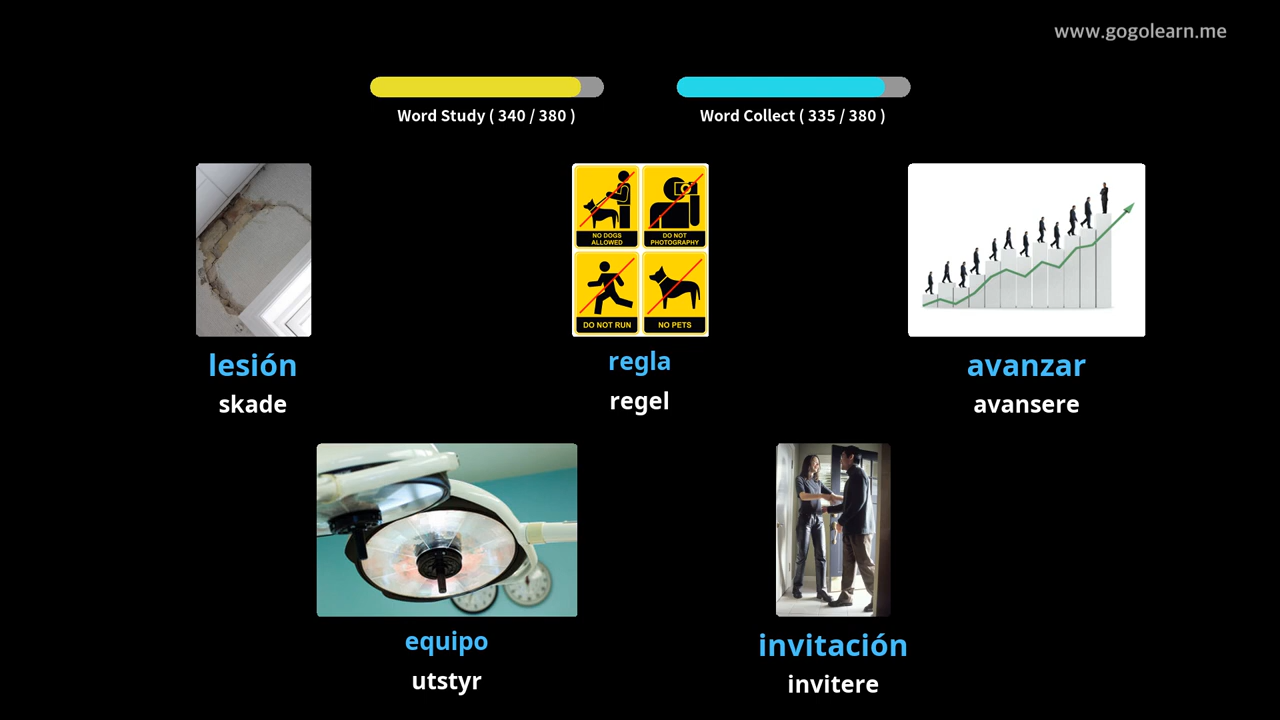 www.gogolearn.me
Word Study ( 340 / 380 )
Word Collect ( 335 / 380 )
NO DOGS
ALLOWED
DO NOT
PHOTOGRAPHY
DO NOT RUN
NO PETS
lesión
regla
avanzar
skade
regel
avansere
equipo
invitación
utstyr
invitere